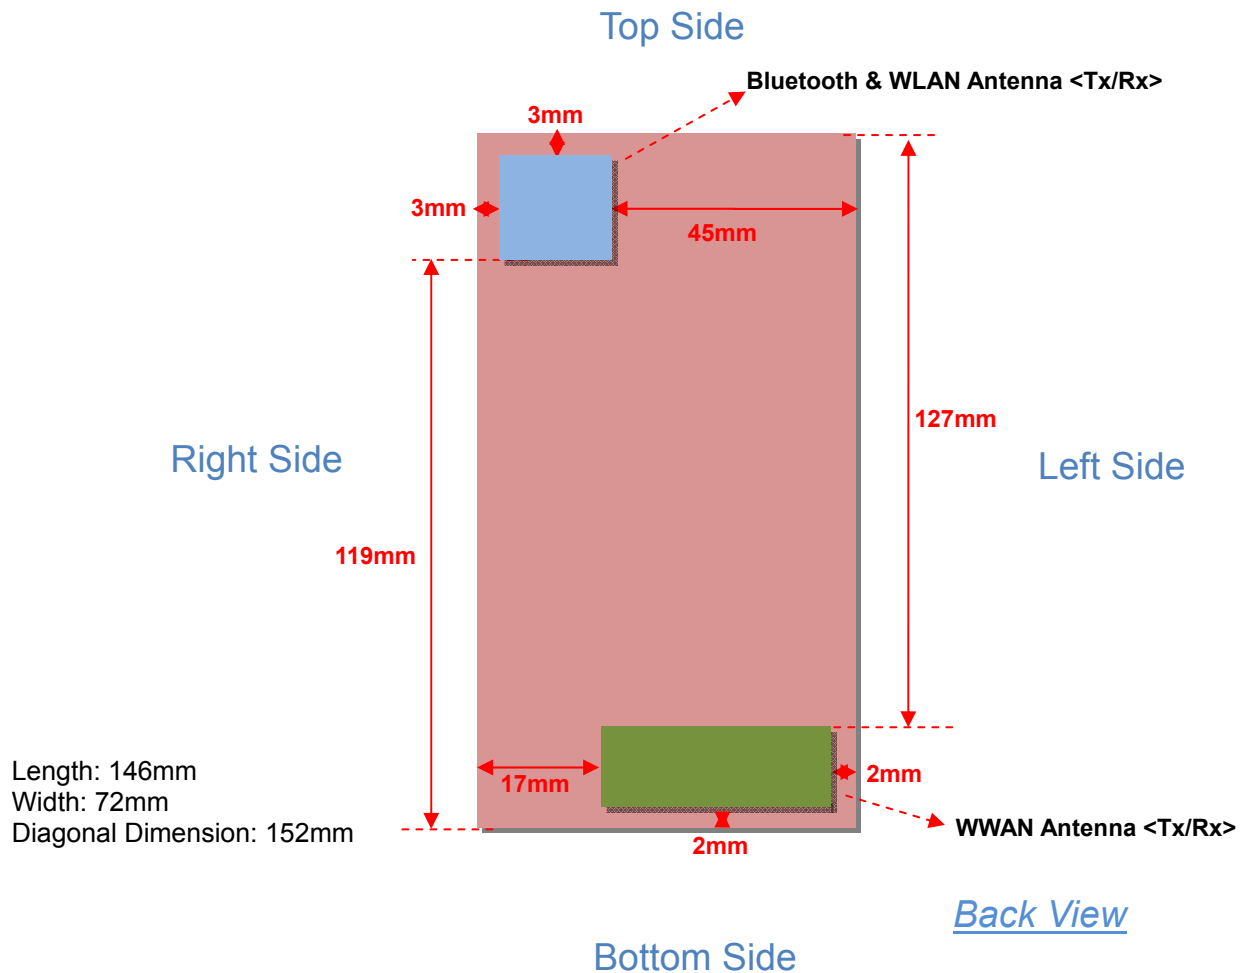 Top Side
Bluetooth & WLAN Antenna <Tx/Rx>
3mm
3mm
45mm
127mm
Right Side
Left Side
119mm
Length: 146mm
Width: 72mm
Diagonal Dimension: 152mm
17mm
2mm
WWAN Antenna <Tx/Rx>
2mm
Back View
Bottom Side